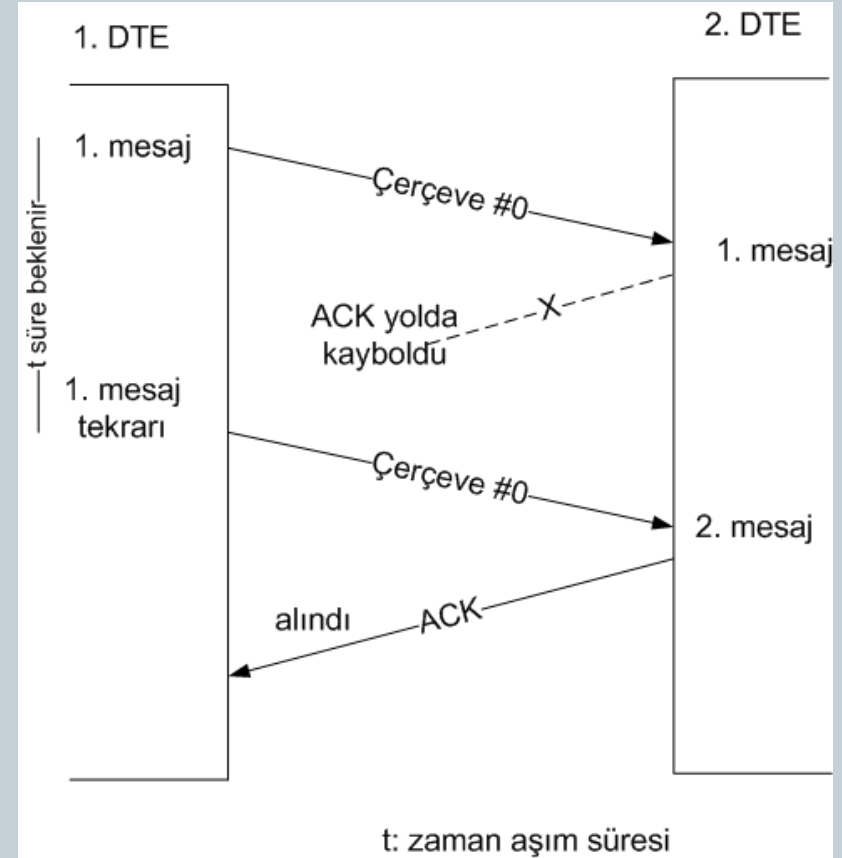 1. DTE
2. DTE
1. mesaj
Çerçeve #0
t süre beklenir
1. mesaj
ACK yolda
kayboldu
X
1. mesaj
tekrarı
Çerçeve #0
2. mesaj
alındı
ACK
t: zaman aşım süresi